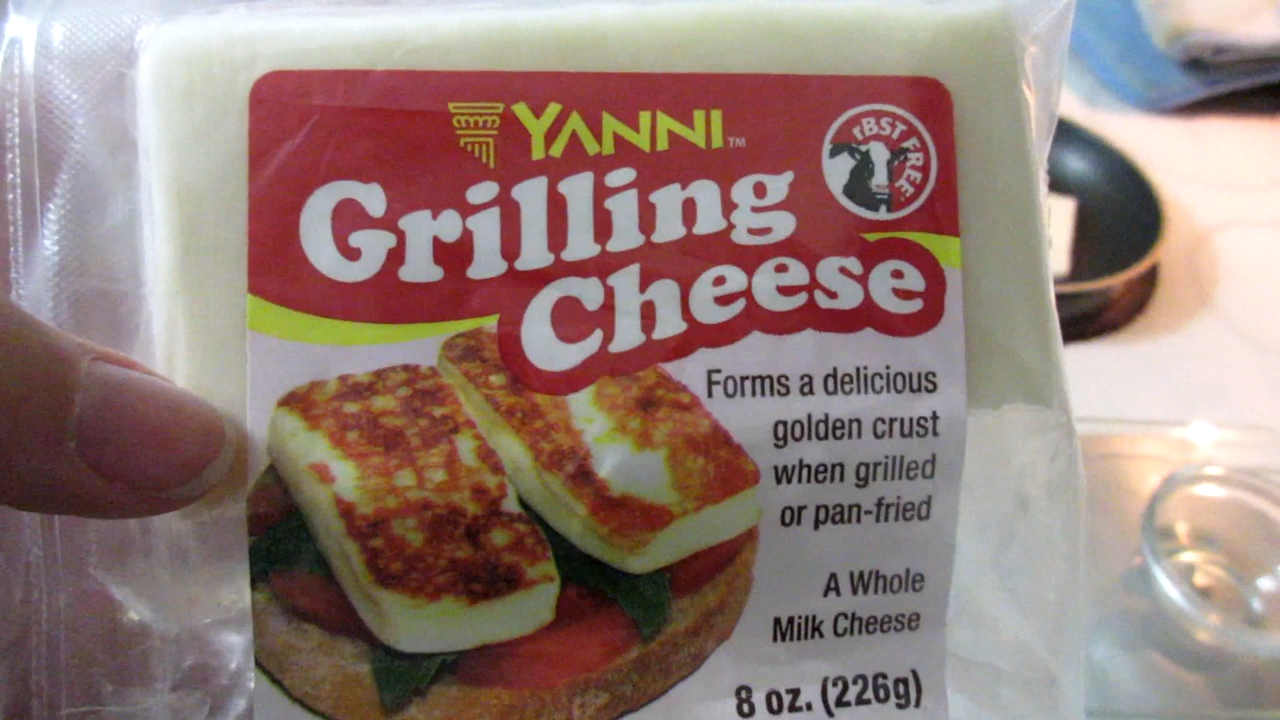 YANNI™
rBST FREE
Grilling
Cheese
Forms a delicious
golden crust
when grilled
or pan-fried
A Whole
Milk Cheese
8 oz. (226g)